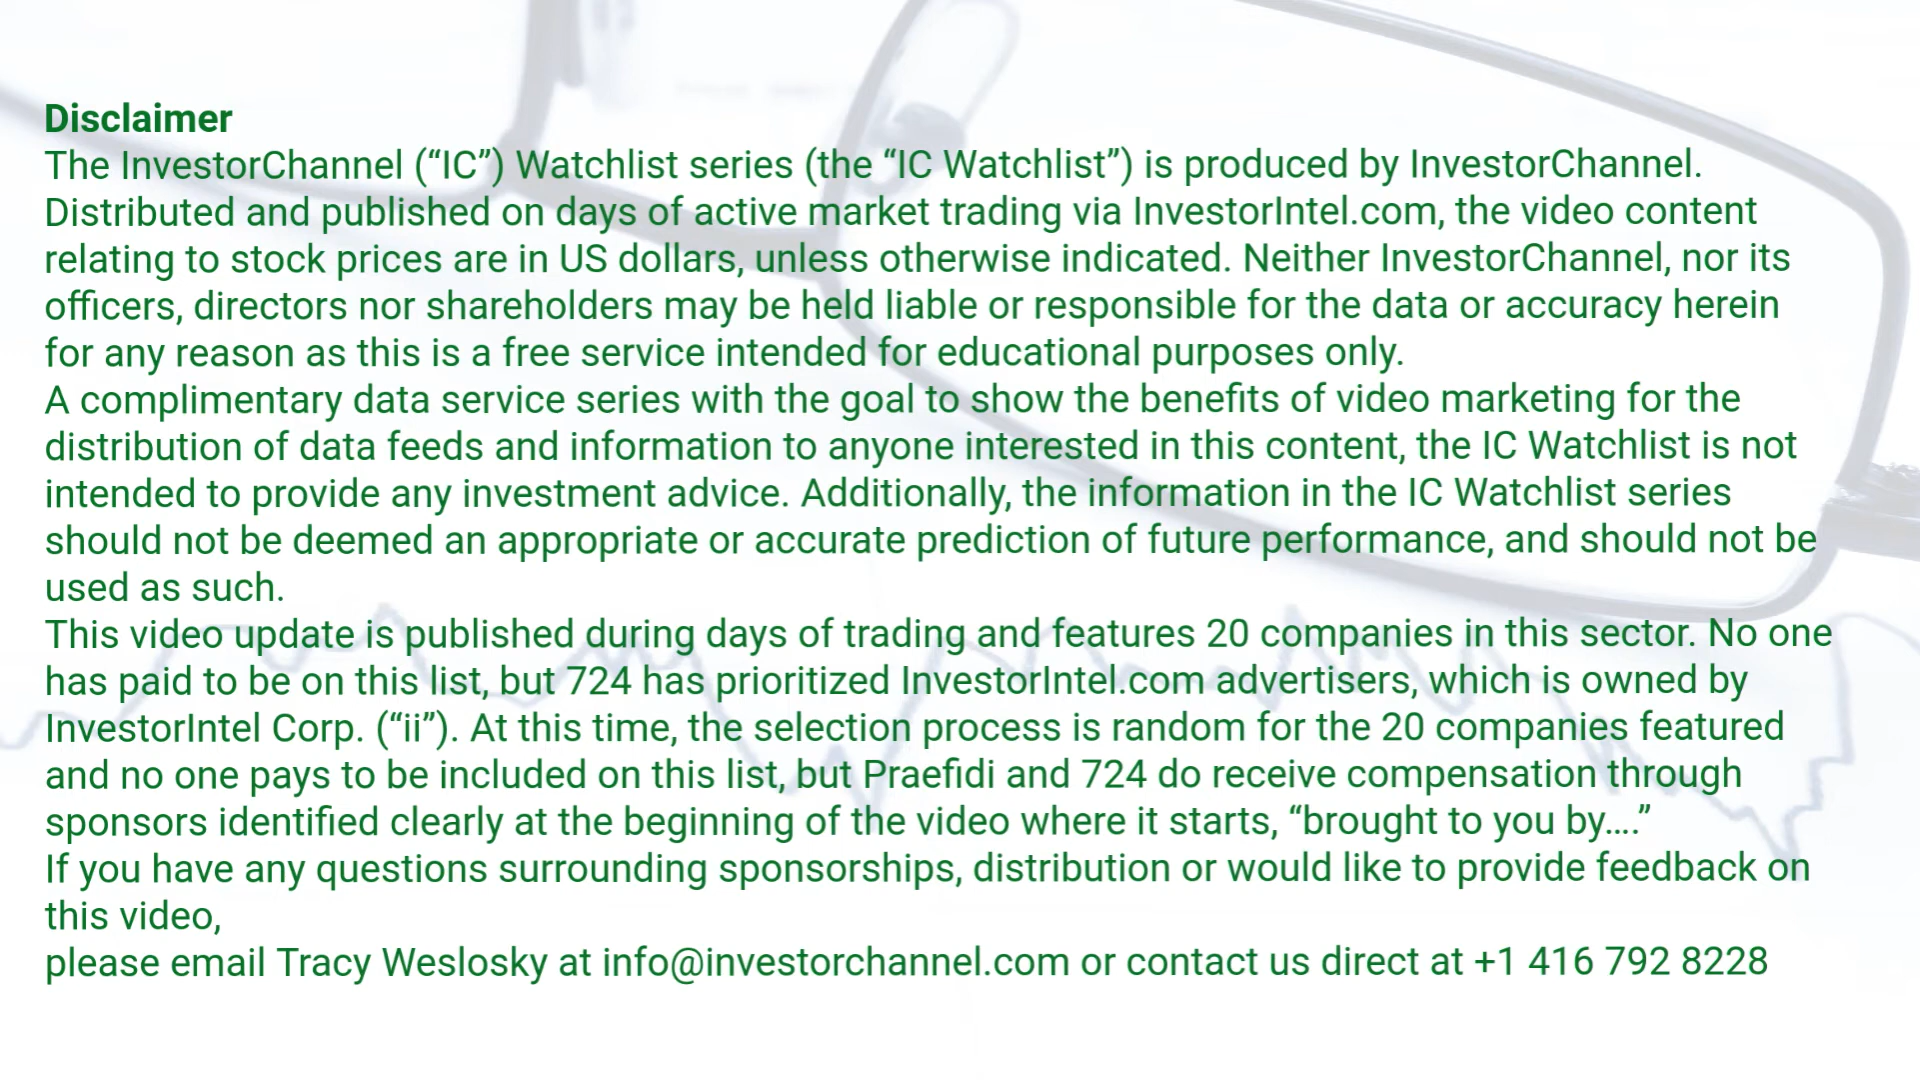 Disclaimer
The InvestorChannel (“IC”) Watchlist series (the “IC Watchlist”) is produced by InvestorChannel.
Distributed and published on days of active market trading via InvestorIntel.com, the video content
relating to stock prices are in US dollars, unless otherwise indicated. Neither InvestorChannel, nor its
officers, directors nor shareholders may be held liable or responsible for the data or accuracy herein
for any reason as this is a free service intended for educational purposes only.
A complimentary data service series with the goal to show the benefits of video marketing for the
distribution of data feeds and information to anyone interested in this content, the IC Watchlist is not
intended to provide any investment advice. Additionally, the information in the IC Watchlist series
should not be deemed an appropriate or accurate prediction of future performance, and should not be
used as such.
This video update is published during days of trading and features 20 companies in this sector. No one
has paid to be on this list, but 724 has prioritized InvestorIntel.com advertisers, which is owned by
InvestorIntel Corp. (“ii”). At this time, the selection process is random for the 20 companies featured
and no one pays to be included on this list, but Praefidi and 724 do receive compensation through
sponsors identified clearly at the beginning of the video where it starts, “brought to you by….”
If you have any questions surrounding sponsorships, distribution or would like to provide feedback on
this video,
please email Tracy Weslosky at info@investorchannel.com or contact us direct at +1 416 792 8228